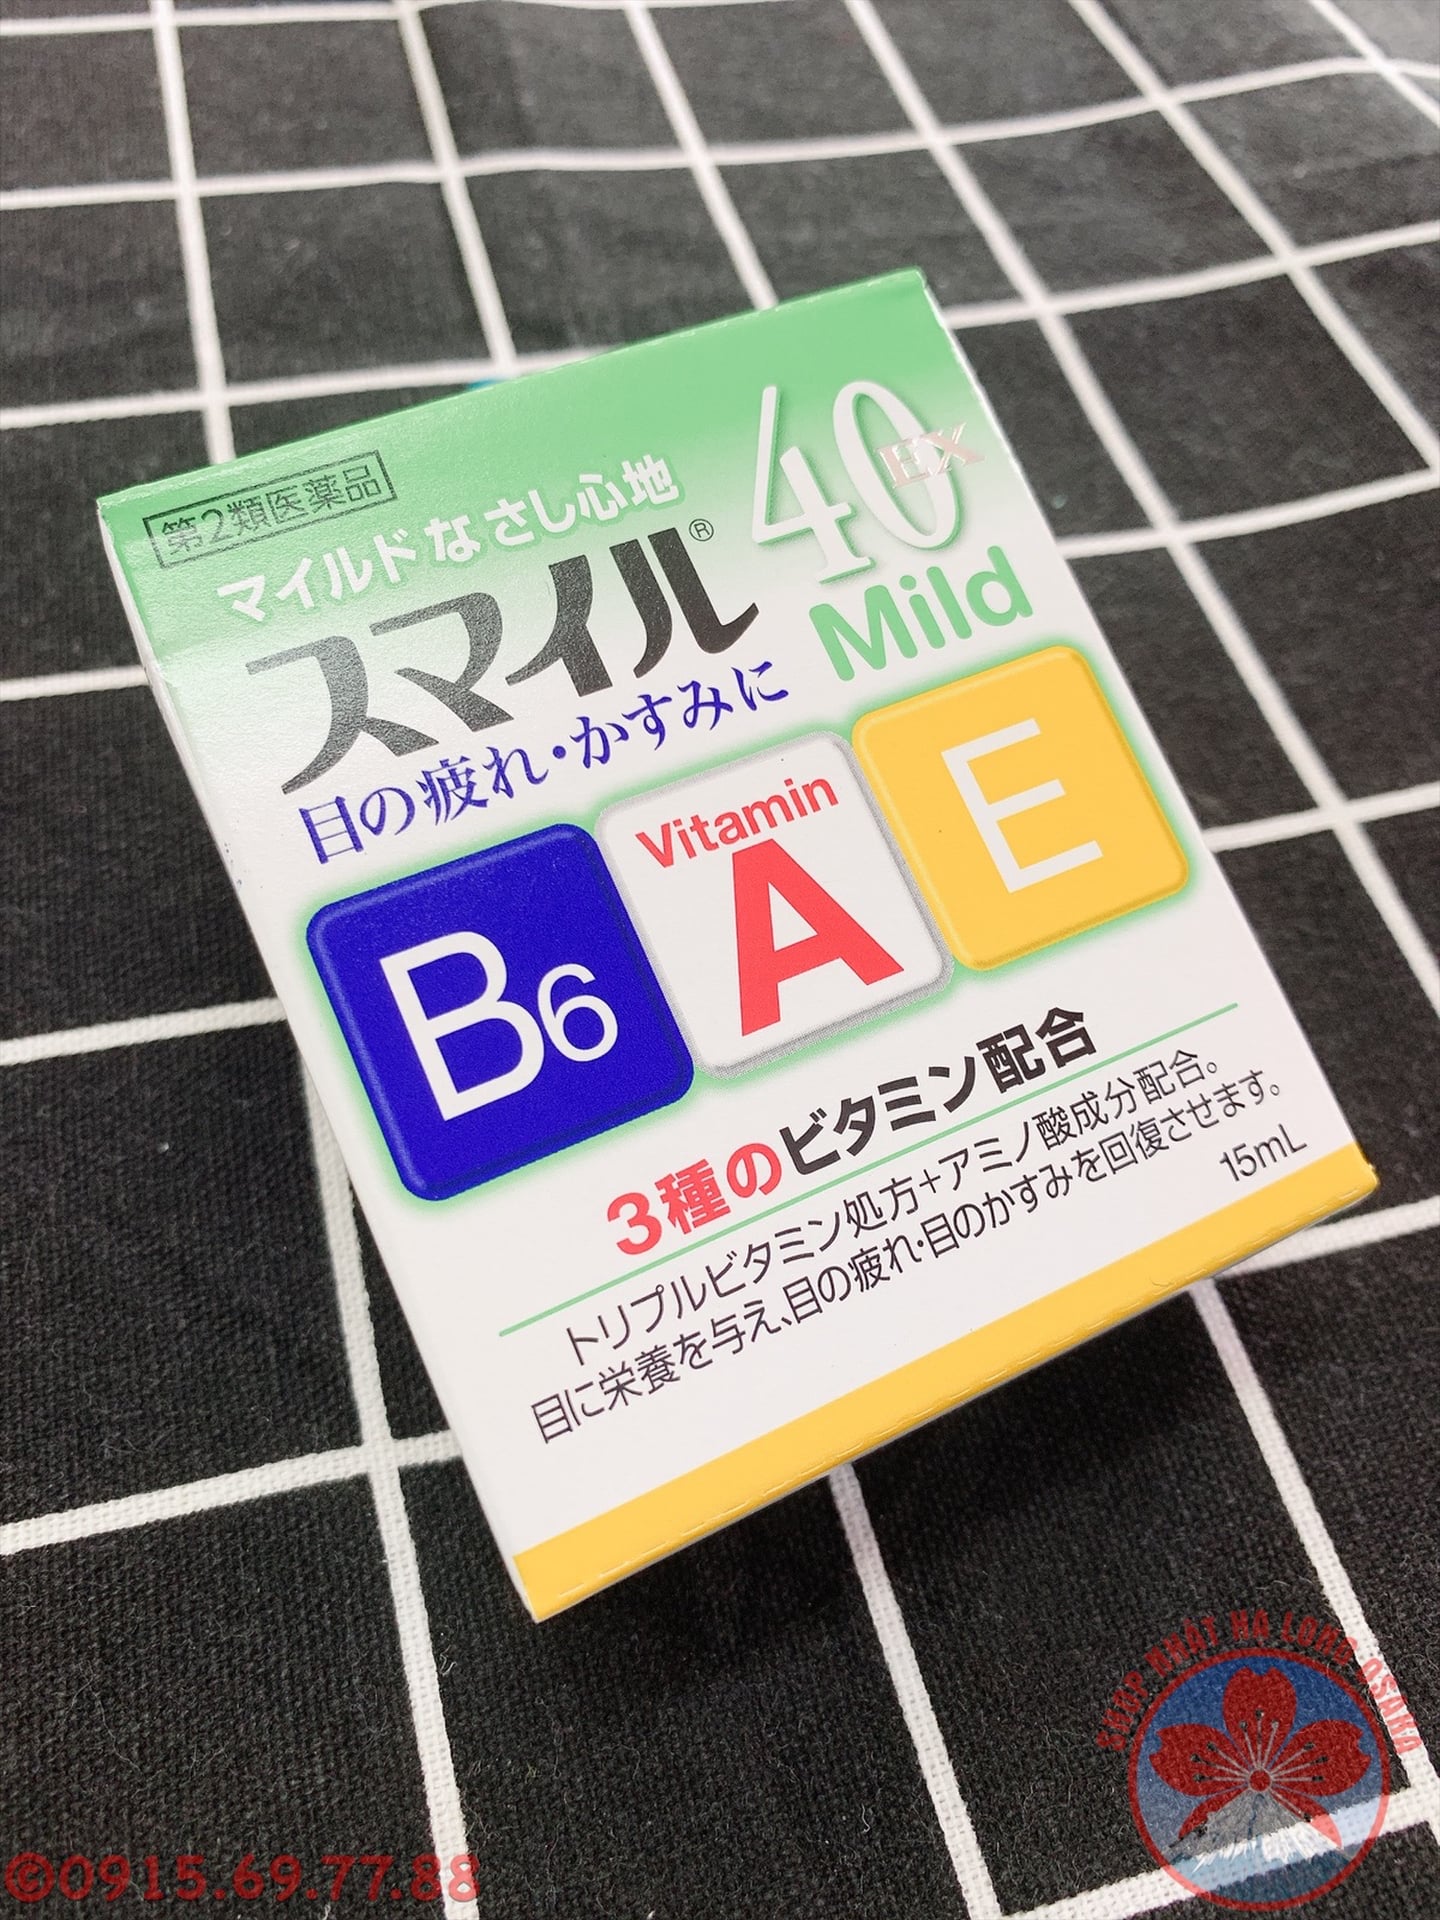 第2類医薬品
マイルドなさし心地
スマイル® 40 EX
Mild
目の疲れ・かすみに
B6 Vitamin A E
3種のビタミン配合
トリプルビタミン処方+アミノ酸成分配合。
目に栄養を与え、目の疲れ・目のかすみを回復させます。
15mL
SHOP NHẬT HẠ LONG OSAKA
©0915.69.77.88